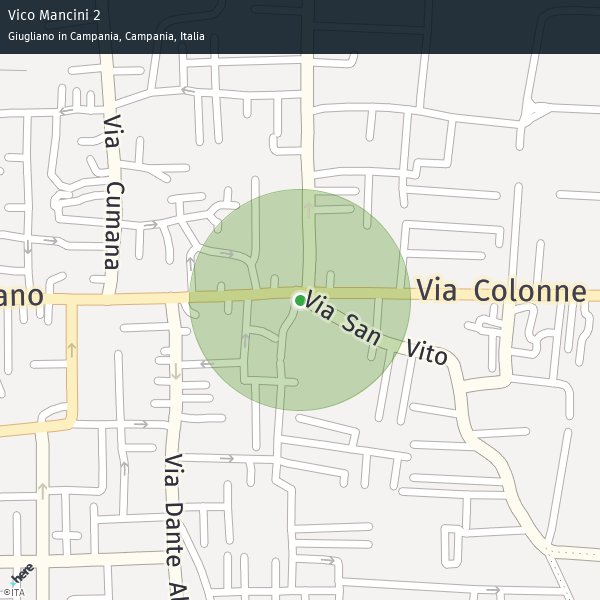 Vico Mancini 2
Giugliano in Campania, Campania, Italia
Via Cumana
ano
Via Colonne
Via San Vito
Via Dante Al
here
©ITA